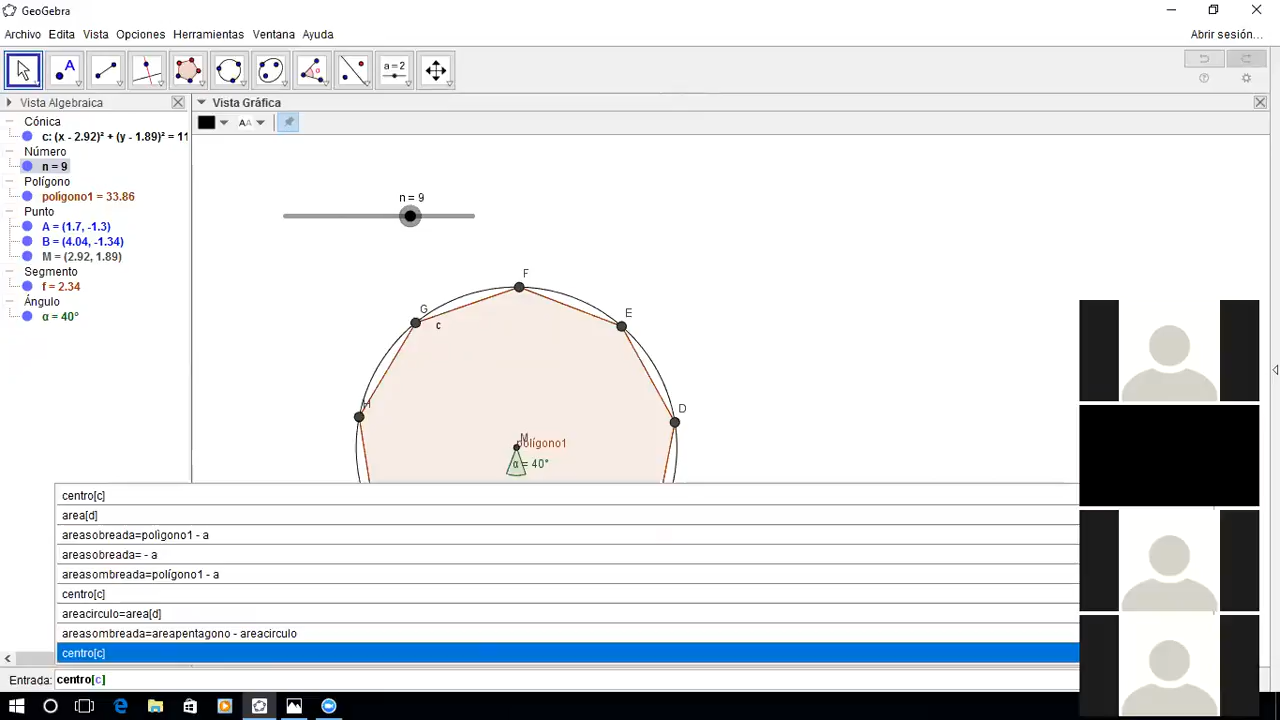 GeoGebra
Archivo Edita Vista Opciones Herramientas Ventana Ayuda
Abrir sesión...
A
a = 2
Vista Algebraica
Vista Gráfica
AA
Cónica
c: (x - 2.92)² + (y - 1.89)² = 11
Número
n = 9
Polígono
polígono1 = 33.86
Punto
A = (1.7, -1.3)
B = (4.04, -1.34)
M = (2.92, 1.89)
Segmento
f = 2.34
Ángulo
α = 40°
n = 9
F
G
E
c
H
D
M
polígono1
α = 40°
centro[c]
area[d]
areasobreada=polígono1 - a
areasobreada= - a
areasombreada=polígono1 - a
centro[c]
areacirculo=area[d]
areasombreada=areapentagono - areacirculo
centro[c]
Entrada: centro[c]